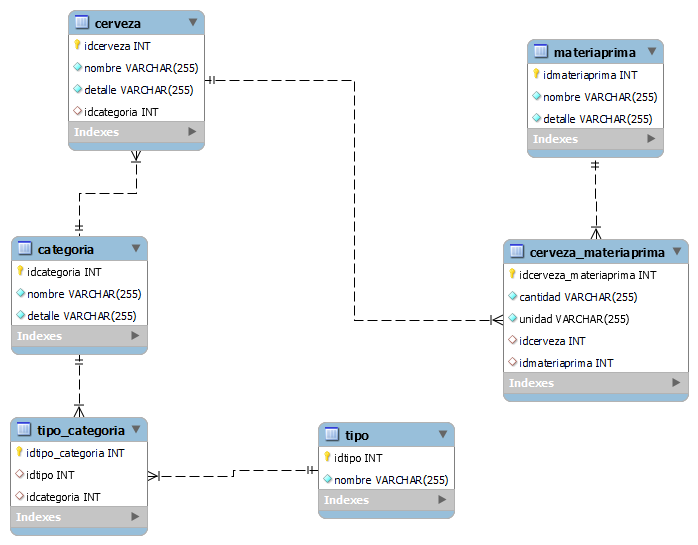 cerveza
idcerveza INT
nombre VARCHAR(255)
detalle VARCHAR(255)
idcategoria INT
Indexes
materiaprima
idmateriaprima INT
nombre VARCHAR(255)
detalle VARCHAR(255)
Indexes
categoria
idcategoria INT
nombre VARCHAR(255)
detalle VARCHAR(255)
Indexes
cerveza_materiaprima
idcerveza_materiaprima INT
cantidad VARCHAR(255)
unidad VARCHAR(255)
idcerveza INT
idmateriaprima INT
Indexes
tipo_categoria
idtipo_categoria INT
idtipo INT
idcategoria INT
Indexes
tipo
idtipo INT
nombre VARCHAR(255)
Indexes